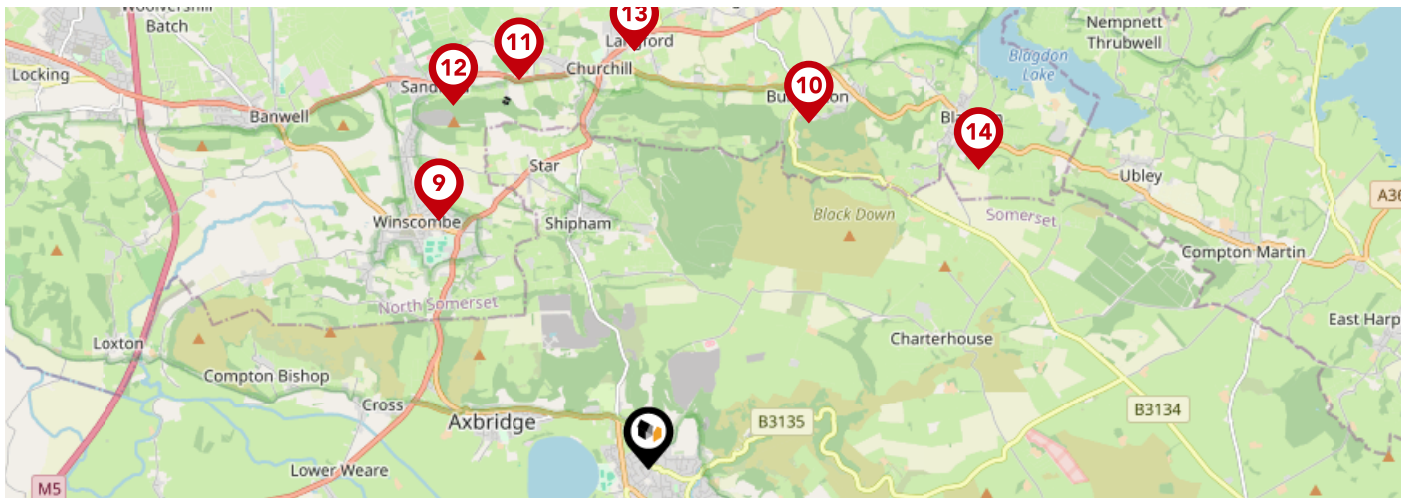 Batch
Nempnett
Thrubwell
13
Langford
11
Blagdon
Lake
12
Locking
Churchill
10
Banwell
14
Star
Ubley
9
Black Down
Somerset
Winscombe
Shipham
A36
Compton Martin
North Somerset
East Harp
Charterhouse
Loxton
Compton Bishop
Cross
B3134
Axbridge
B3135
Lower Weare
M5